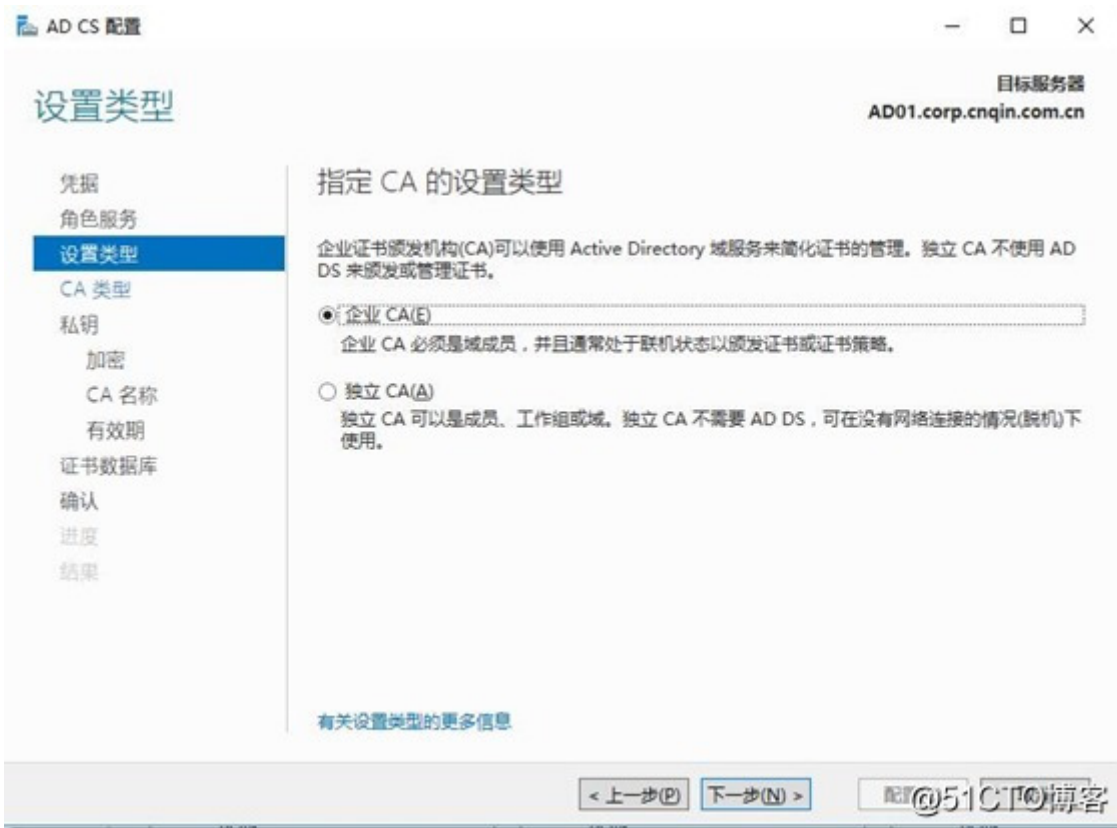 AD CS 配置
目标服务器
AD01.corp.cnqin.com.cn
设置类型
凭据
角色服务
设置类型
CA 类型
私钥
加密
CA 名称
有效期
证书数据库
确认
进度
结果
指定 CA 的设置类型
企业证书颁发机构(CA)可以使用 Active Directory 域服务来简化证书的管理。独立 CA 不使用 AD
DS 来颁发或管理证书。
企业 CA(E)
企业 CA 必须是域成员，并且通常处于联机状态以颁发证书或证书策略。
独立 CA(A)
独立 CA 可以是成员、工作组或域。独立 CA 不需要 AD DS，可在没有网络连接的情况(脱机)下
使用。
有关设置类型的更多信息
< 上一步(P)
下一步(N) >
@51CTO博客